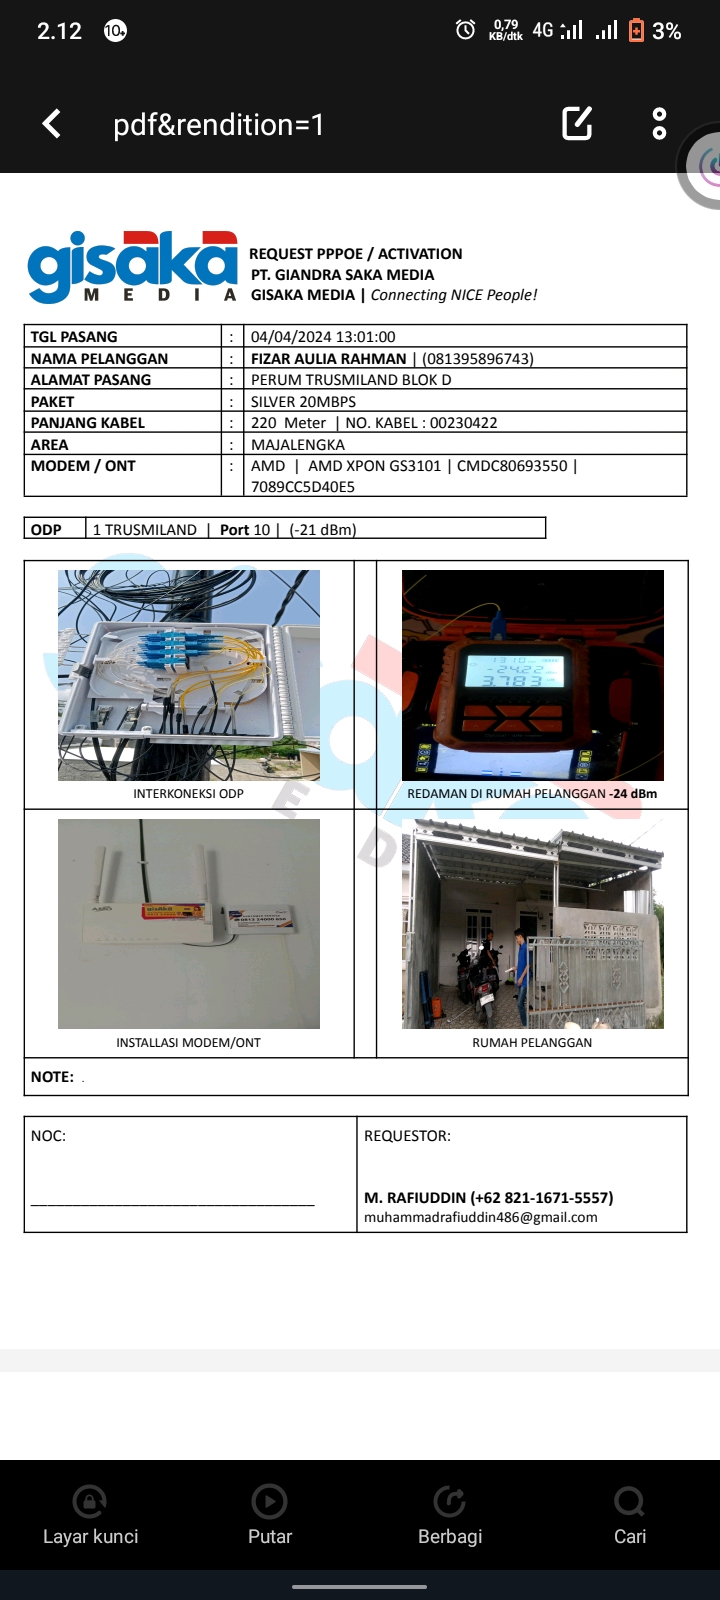 2.12
10+
0,79
KB/dtk
4G
3%
pdf&rendition=1
gisaka
MEDIA
REQUEST PPPOE / ACTIVATION
PT. GIANDRA SAKA MEDIA
GISAKA MEDIA | Connecting NICE People!
TGL PASANG : 04/04/2024 13:01:00
NAMA PELANGGAN : FIZAR AULIA RAHMAN | (081395896743)
ALAMAT PASANG : PERUM TRUSMILAND BLOK D
PAKET : SILVER 20MBPS
PANJANG KABEL : 220 Meter | NO. KABEL : 00230422
AREA : MAJALENGKA
MODEM / ONT : AMD | AMD XPON GS3101 | CMDC80693550 |
7089CC5D40E5
ODP 1 TRUSMILAND | Port 10 | (-21 dBm)
1310
-24.22
3.783
INTERKONEKSI ODP
REDAMAN DI RUMAH PELANGGAN -24 dBm
gisaka
INSTALLASI MODEM/ONT
RUMAH PELANGGAN
NOTE: .
NOC:
REQUESTOR:
M. RAFIUDDIN (+62 821-1671-5557)
muhammadrafiuddin486@gmail.com
Layar kunci
Putar
Berbagi
Cari